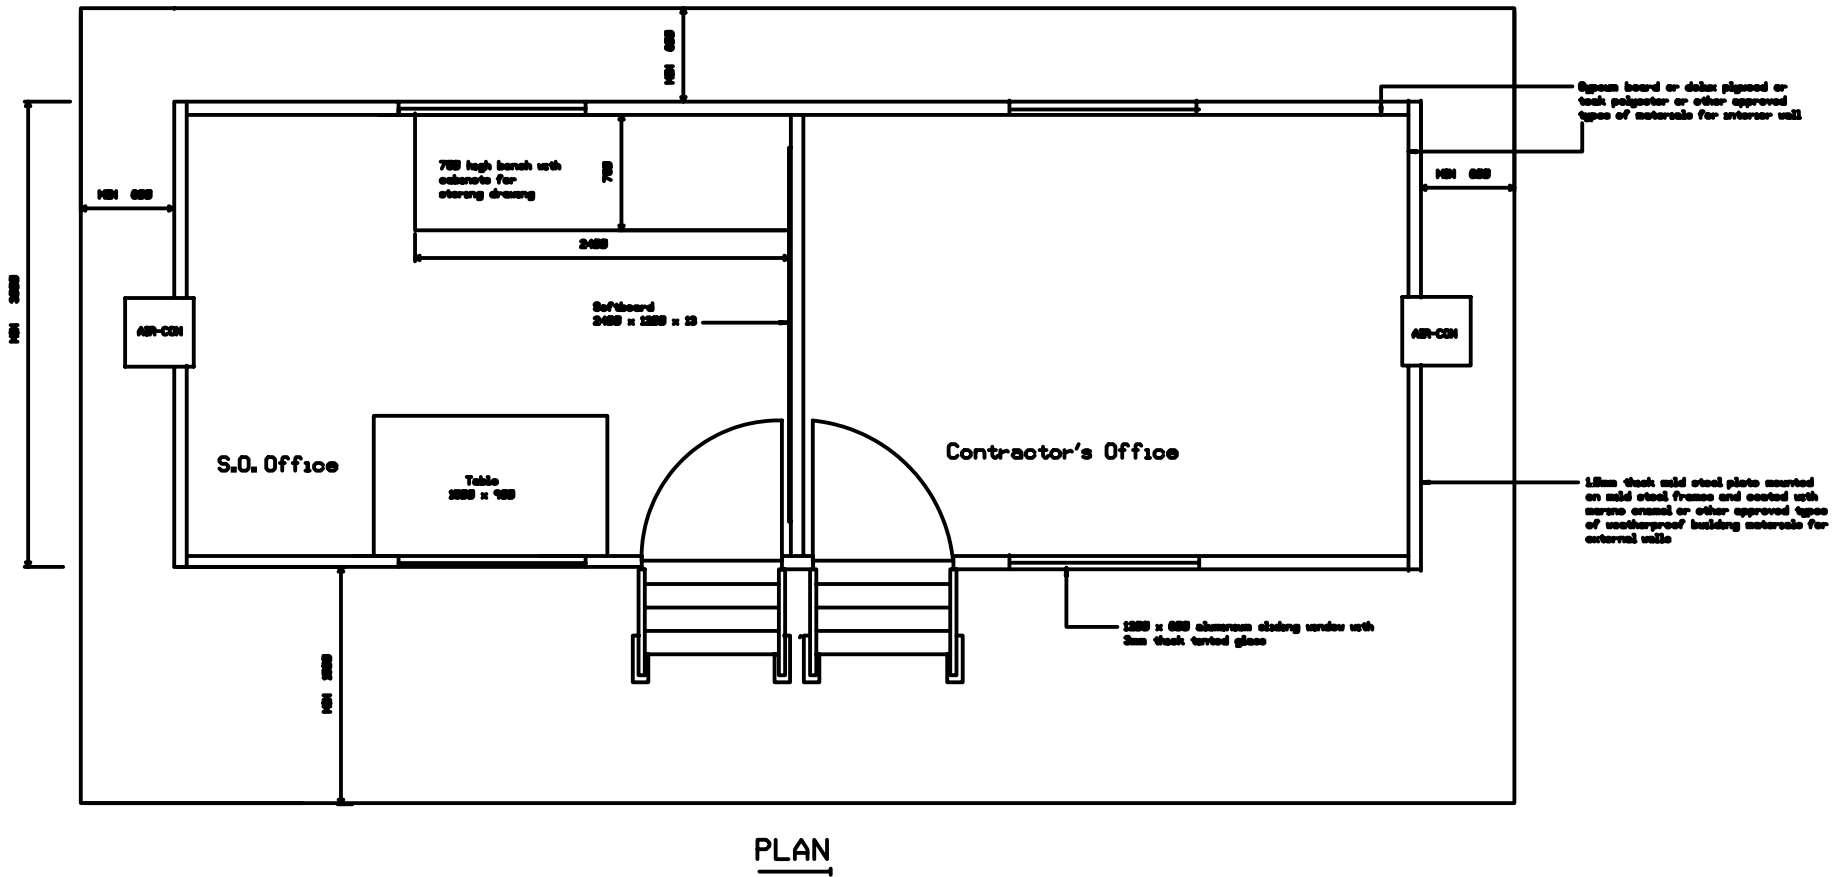 MIN 600
Gypsum board or delux plywood or
teak polyester or other approved
types of materials for interior wall
750 high bench with
cabinets for
storing drawing
750
MIN 600
MIN 600
2400
MIN 3000
Softboard
2400 x 1200 x 13
AIR-CON
AIR-CON
S.O. Office
Contractor's Office
Table
1500 x 900
1.5mm thick mild steel plate mounted
on mild steel frames and coated with
marine enamel or other approved types
of weatherproof building materials for
external walls
1200 x 600 aluminium sliding window with
3mm thick tinted glass
MIN 1500
PLAN